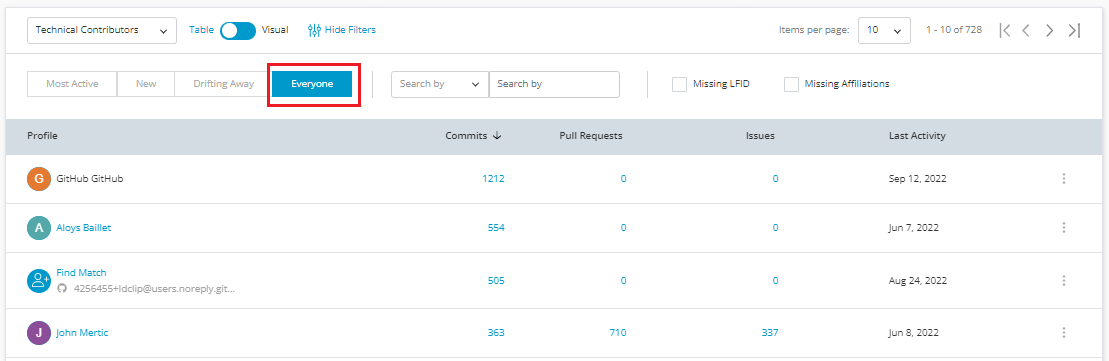 Technical Contributors Table Visual Hide Filters Items per page: 10 1 - 10 of 728
Most Active New Drifting Away Everyone Search by Search by Missing LFID Missing Affiliations
Profile Commits Pull Requests Issues Last Activity
G GitHub GitHub 1212 0 0 Sep 12, 2022
A Aloys Baillet 554 0 0 Jun 7, 2022
Find Match 505 0 0 Aug 24, 2022
4256455+ldclip@users.noreply.git...
J John Mertic 363 710 337 Jun 8, 2022